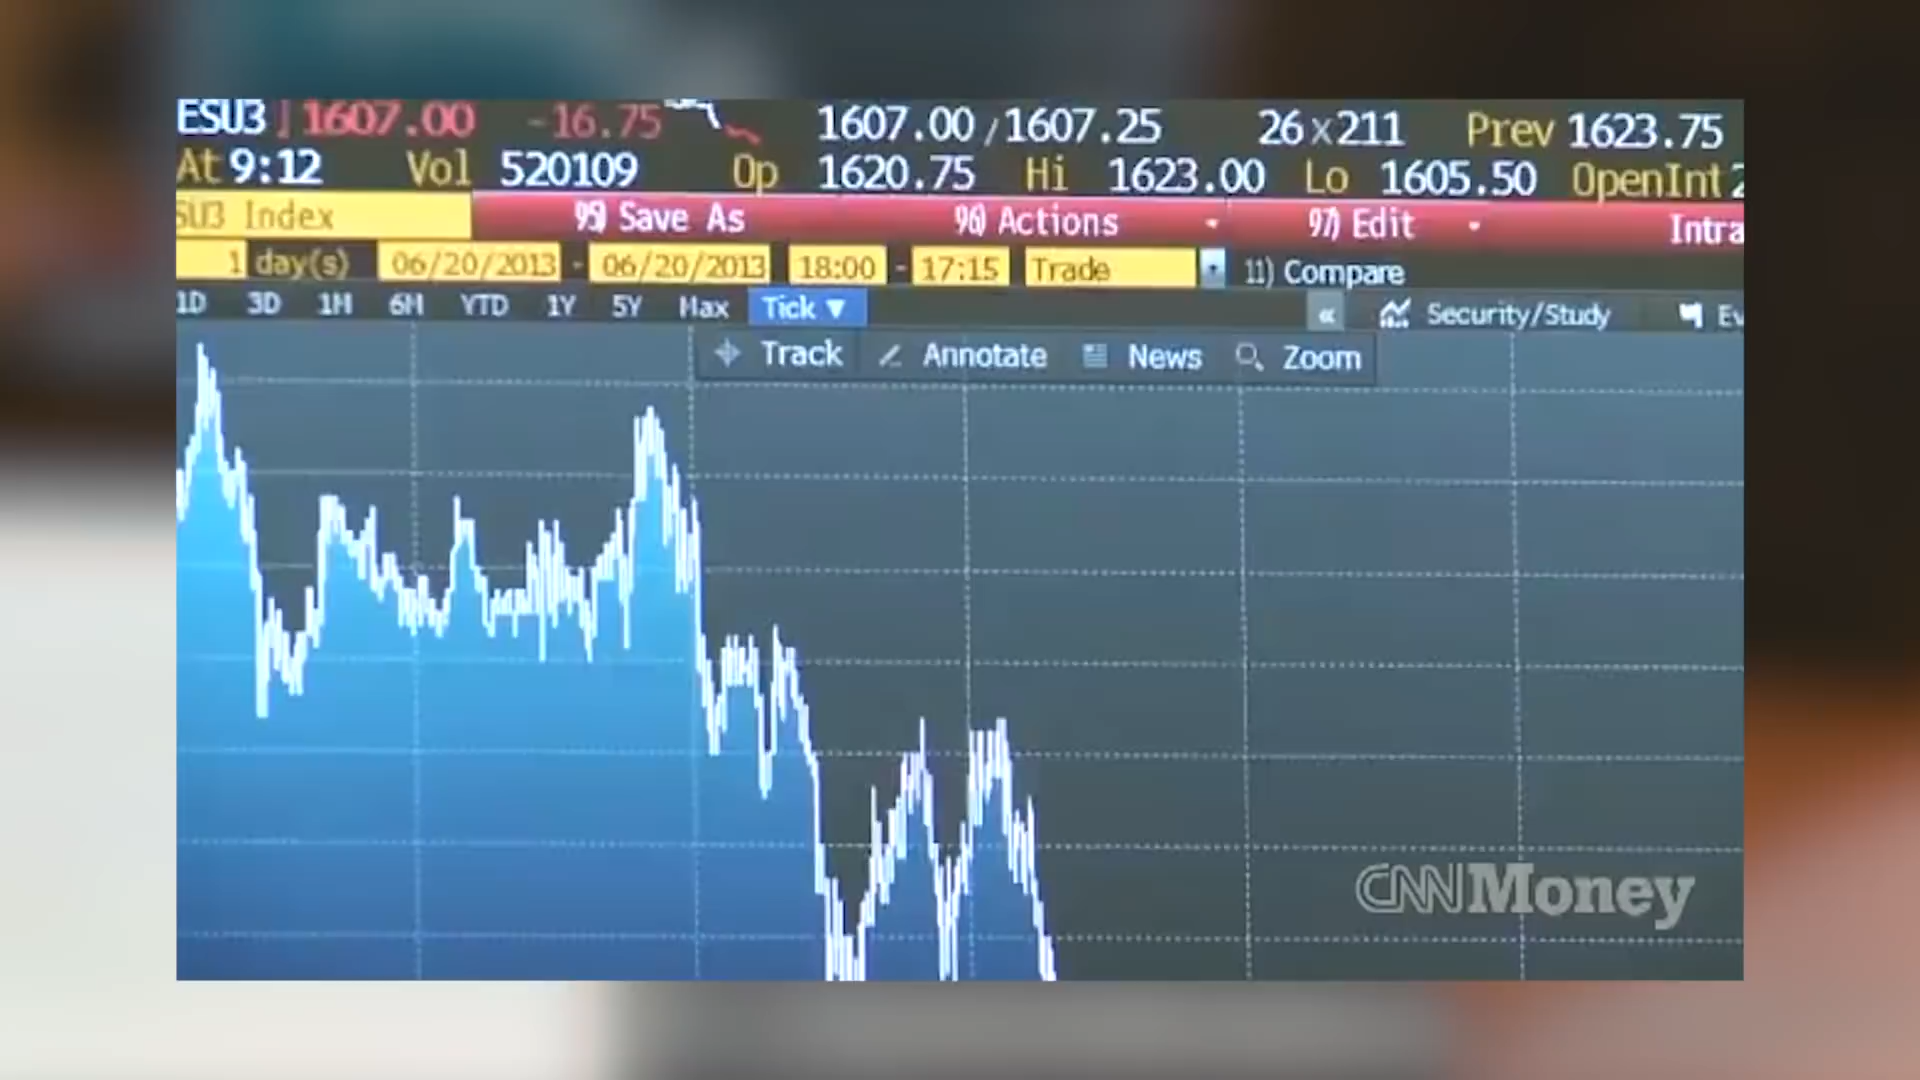 ESU3 1607.00 -16.75 1607.00/1607.25 26x211 Prev 1623.75
At 9:12 Vol 520109 Op 1620.75 Hi 1623.00 Lo 1605.50 OpenInt 2
SU3 Index 95) Save As 96) Actions 97) Edit Intra
1 day(s) 06/20/2013 - 06/20/2013 18:00 - 17:15 Trade 11) Compare
1D 3D 1M 6M YTD 1Y 5Y Max Tick ▼ « Security/Study Ev
Track Annotate News Zoom
CNNMoney